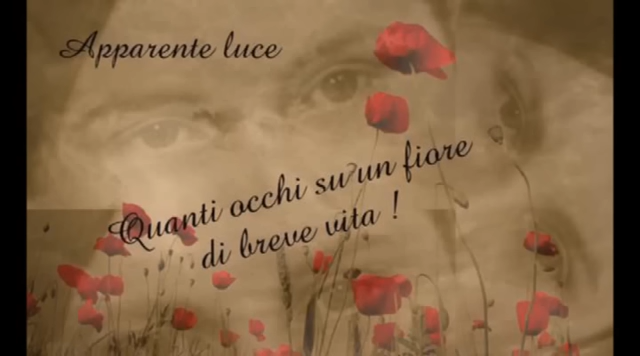 Apparente luce
Quanti occhi su un fiore
di breve vita !